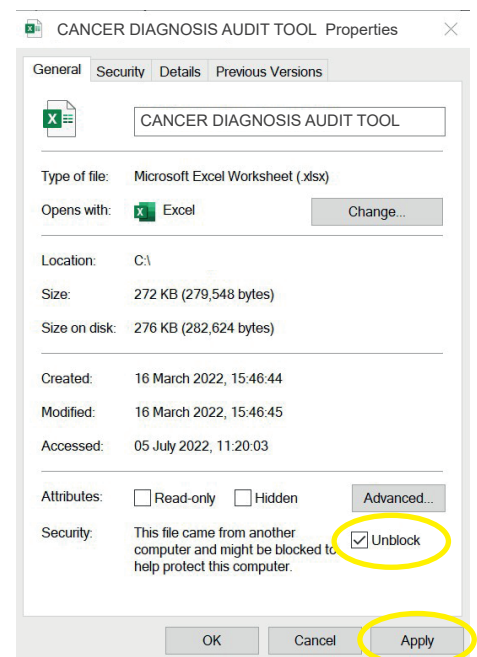 CANCER DIAGNOSIS AUDIT TOOL Properties
General Security Details Previous Versions
CANCER DIAGNOSIS AUDIT TOOL
Type of file: Microsoft Excel Worksheet (.xlsx)
Opens with: Excel Change...
Location: C:\
Size: 272 KB (279,548 bytes)
Size on disk: 276 KB (282,624 bytes)
Created: 16 March 2022, 15:46:44
Modified: 16 March 2022, 15:46:45
Accessed: 05 July 2022, 11:20:03
Attributes: Read-only Hidden Advanced...
Security: This file came from another
computer and might be blocked to
help protect this computer.
Unblock
OK Cancel Apply